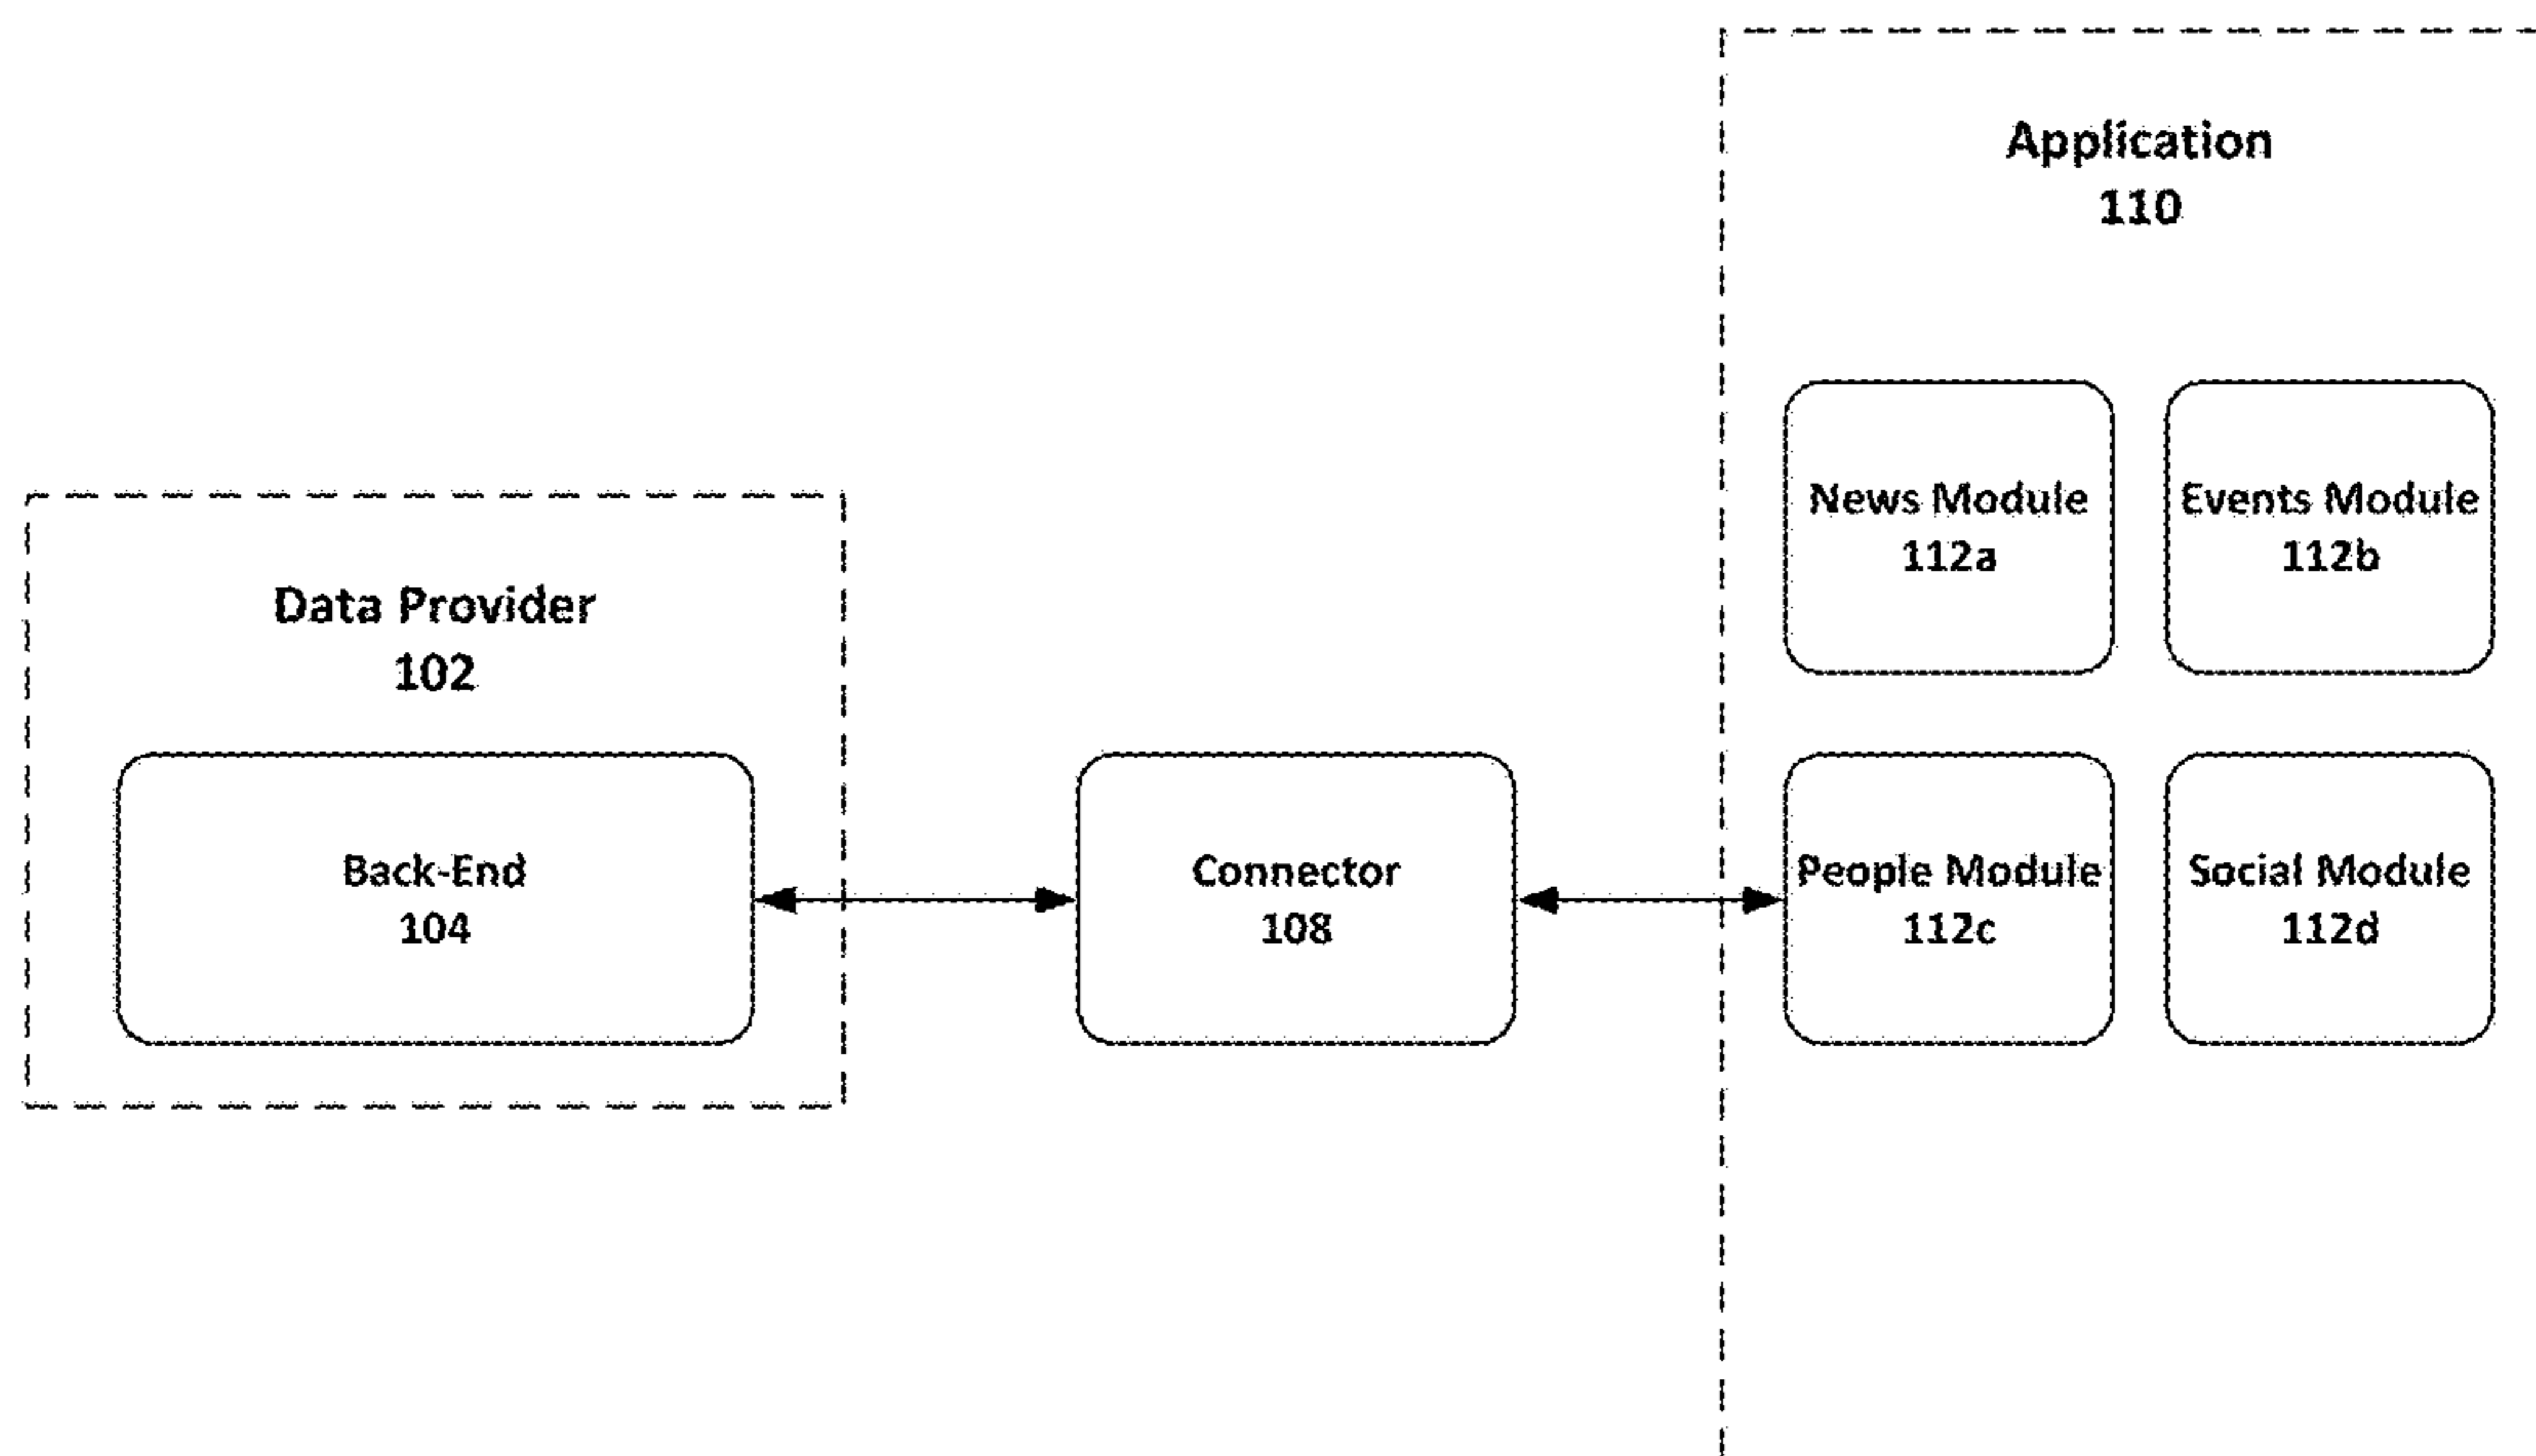 Application
110
News Module
112a
Events Module
112b
Data Provider
102
Back-End
104
Connector
108
People Module
112c
Social Module
112d